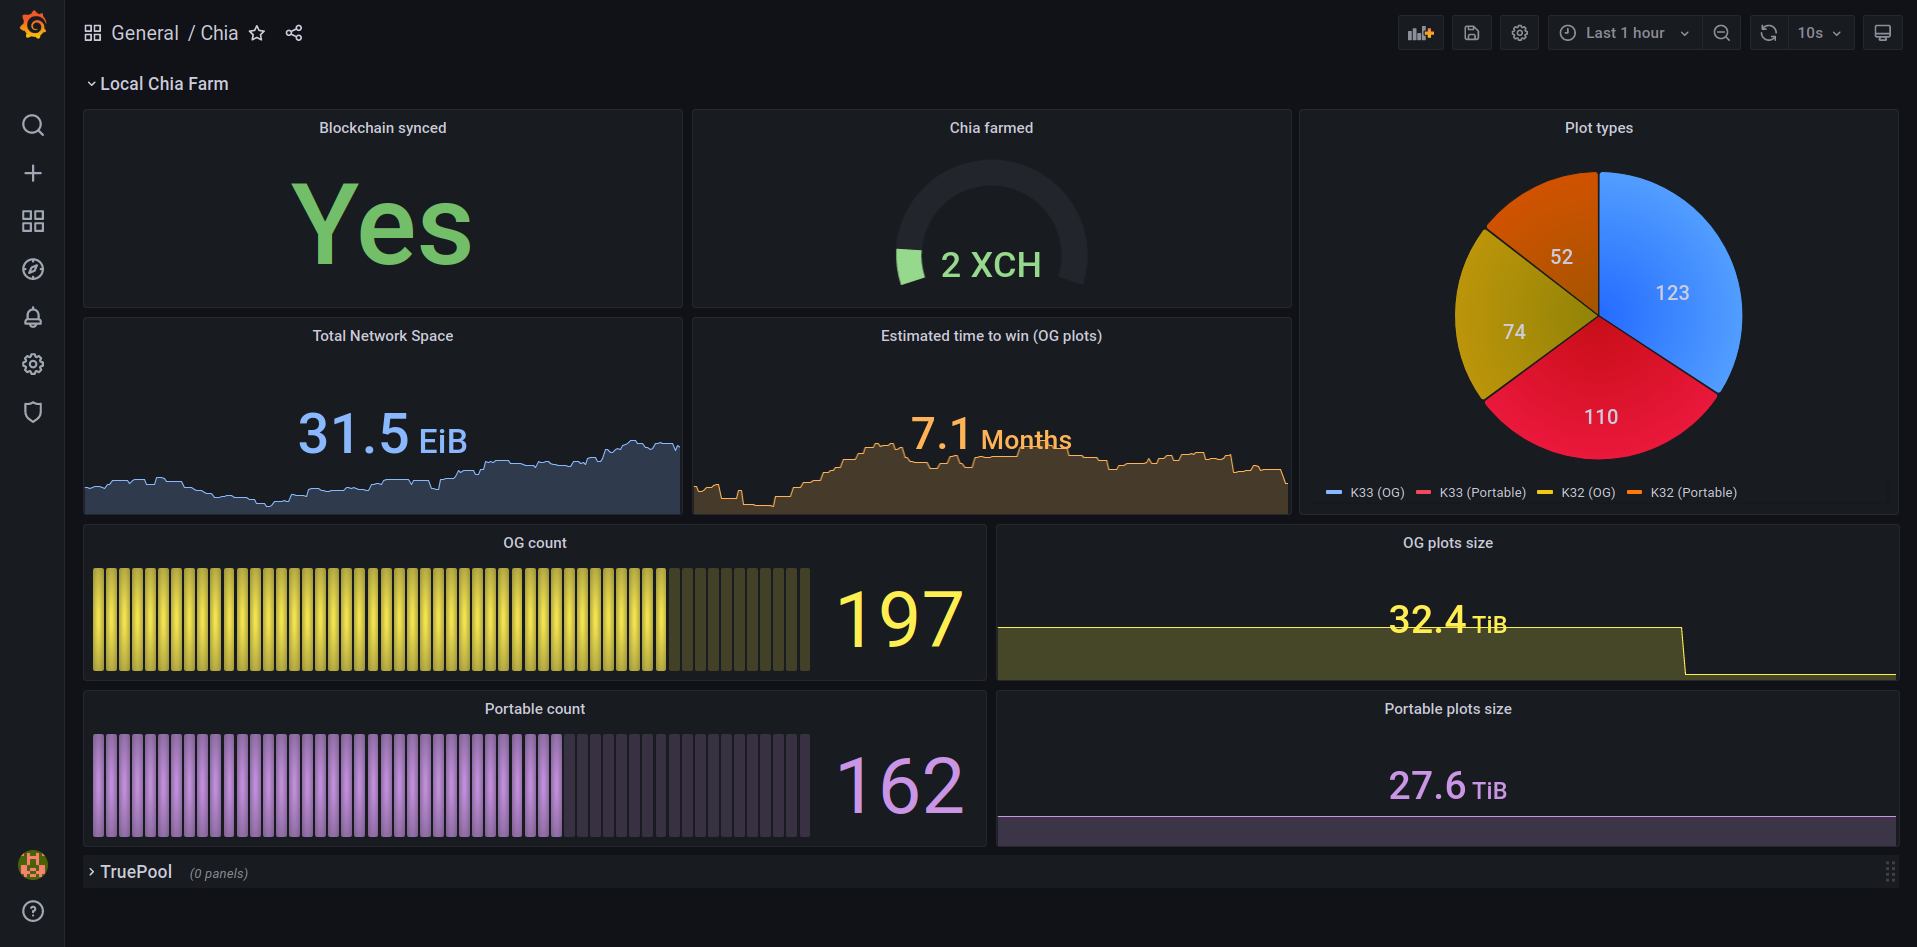 General / Chia
Last 1 hour
10s
Local Chia Farm
Blockchain synced
Yes
Chia farmed
2 XCH
Plot types
52
123
74
110
K33 (OG) K33 (Portable) K32 (OG) K32 (Portable)
Total Network Space
31.5 EiB
Estimated time to win (OG plots)
7.1 Months
OG count
197
OG plots size
32.4 TiB
Portable count
162
Portable plots size
27.6 TiB
TruePool (0 panels)